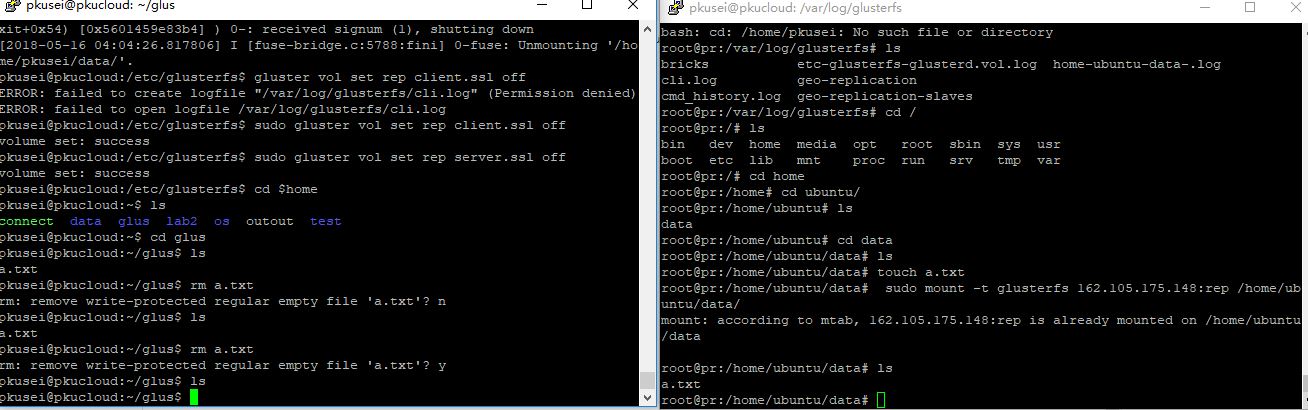 pkusei@pkucloud: ~/glus
xit+0x54) [0x5601459e83b4] ) 0-: received signum (1), shutting down
[2018-05-16 04:04:26.817806] I [fuse-bridge.c:5788:fini] 0-fuse: Unmounting '/ho
me/pkusei/data/'.
pkusei@pkucloud:/etc/glusterfs$ gluster vol set rep client.ssl off
ERROR: failed to create logfile "/var/log/glusterfs/cli.log" (Permission denied)
ERROR: failed to open logfile /var/log/glusterfs/cli.log
pkusei@pkucloud:/etc/glusterfs$ sudo gluster vol set rep client.ssl off
volume set: success
pkusei@pkucloud:/etc/glusterfs$ sudo gluster vol set rep server.ssl off
volume set: success
pkusei@pkucloud:/etc/glusterfs$ cd $home
pkusei@pkucloud:~$ ls
connect data glus lab2 os outout test
pkusei@pkucloud:~$ cd glus
pkusei@pkucloud:~/glus$ ls
a.txt
pkusei@pkucloud:~/glus$ rm a.txt
rm: remove write-protected regular empty file 'a.txt'? n
pkusei@pkucloud:~/glus$ ls
a.txt
pkusei@pkucloud:~/glus$ rm a.txt
rm: remove write-protected regular empty file 'a.txt'? y
pkusei@pkucloud:~/glus$ ls
pkusei@pkucloud:~/glus$
pkusei@pkucloud: /var/log/glusterfs
bash: cd: /home/pkusei: No such file or directory
root@pr:/var/log/glusterfs# ls
bricks etc-glusterfs-glusterd.vol.log home-ubuntu-data-.log
cli.log geo-replication
cmd_history.log geo-replication-slaves
root@pr:/var/log/glusterfs# cd /
root@pr:/# ls
bin dev home media opt root sbin sys usr
boot etc lib mnt proc run srv tmp var
root@pr:/# cd home
root@pr:/home# cd ubuntu/
root@pr:/home/ubuntu# ls
data
root@pr:/home/ubuntu# cd data
root@pr:/home/ubuntu/data# ls
root@pr:/home/ubuntu/data# touch a.txt
root@pr:/home/ubuntu/data# sudo mount -t glusterfs 162.105.175.148:rep /home/ub
untu/data/
mount: according to mtab, 162.105.175.148:rep is already mounted on /home/ubuntu
/data
root@pr:/home/ubuntu/data# ls
a.txt
root@pr:/home/ubuntu/data#